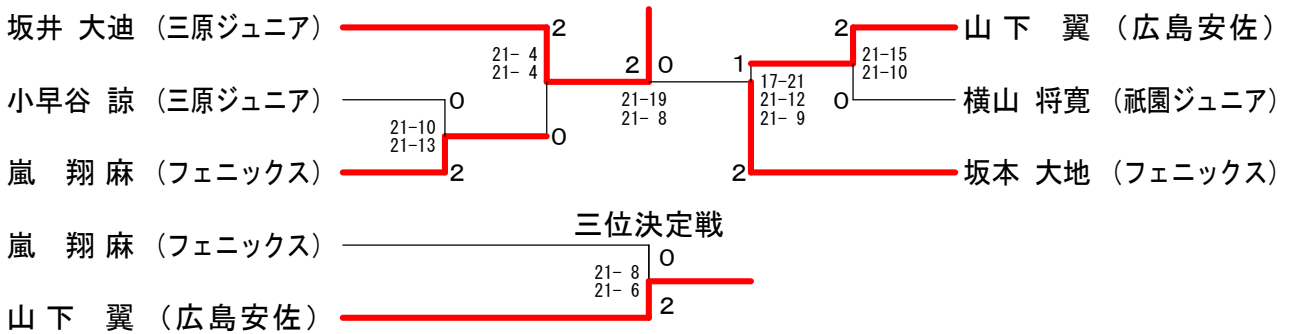 坂井 大迪 (三原ジュニア)
2
21- 4
21- 4
小早谷 諒 (三原ジュニア)
0
21-10
21-13
0
嵐 翔麻 (フェニックス)
2
2 0
21-19
21- 8
山下 翼 (広島安佐)
2
21-15
21-10
1
17-21
21-12
21- 9
横山 将寛 (祇園ジュニア)
0
坂本 大地 (フェニックス)
2
三位決定戦
嵐 翔麻 (フェニックス)
0
21- 8
21- 6
山下 翼 (広島安佐)
2